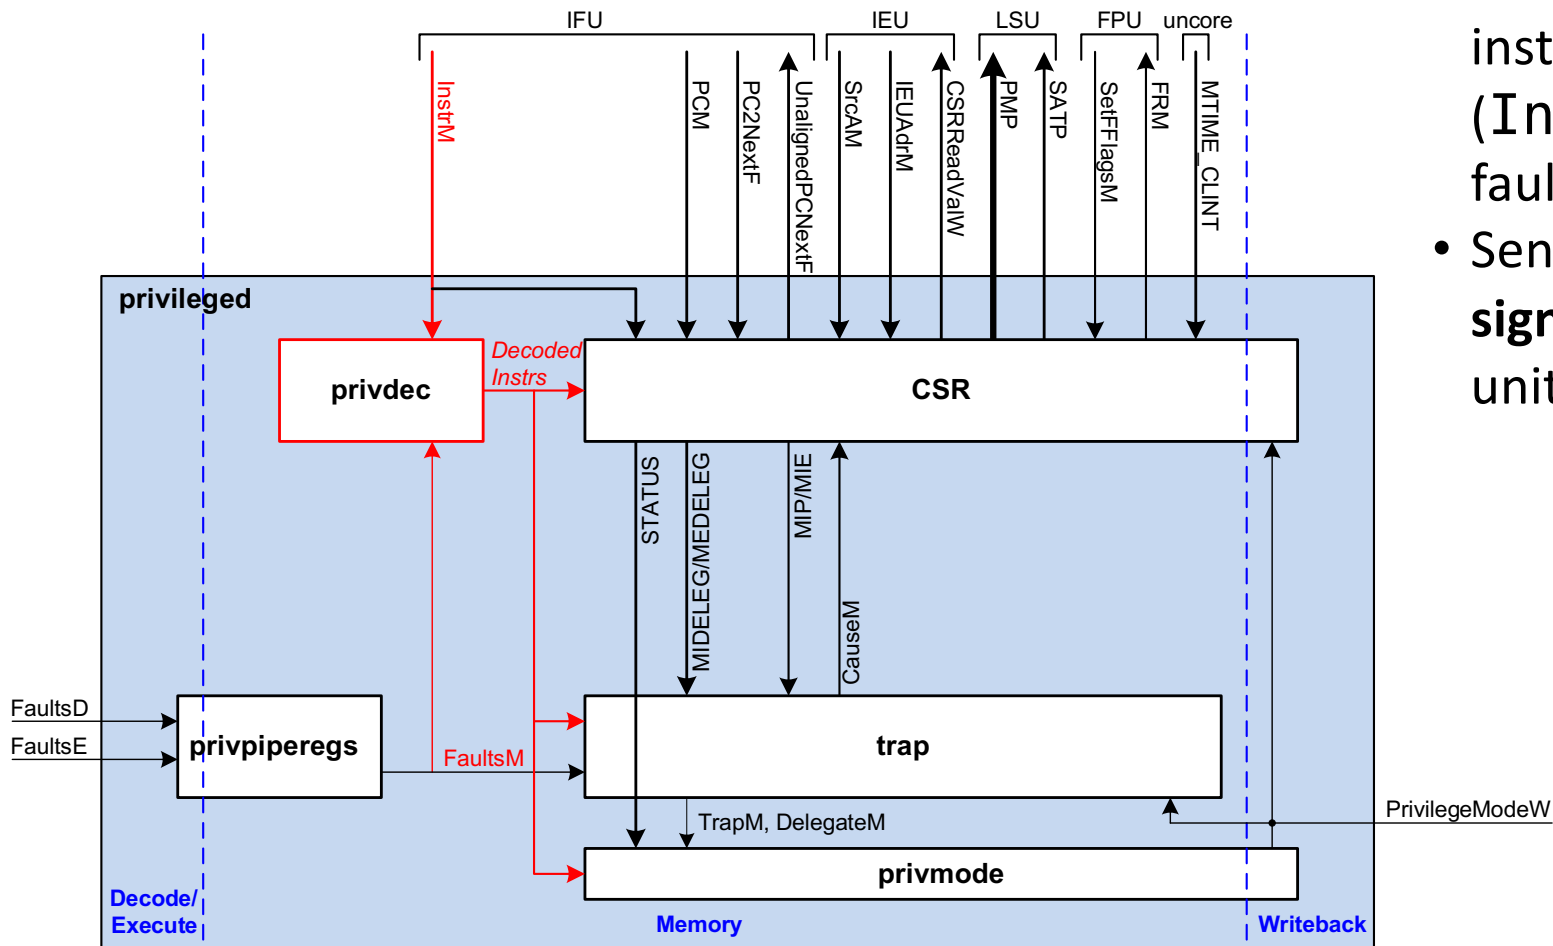 IFU
IEU
LSU
FPU
uncore
InstrM
PCM
PC2NextF
UnalignedPCNextF
SrcAM
IEUAdrM
CSRReadValW
PMP
SATP
SetFFlagsM
FRM
MTIME_CLINT
privileged
privdec
Decoded
Instrs
CSR
STATUS
MIDELEG/MEDELEG
MIP/MIE
CauseM
FaultsD
FaultsE
privpiperegs
FaultsM
trap
TrapM, DelegateM
PrivilegeModeW
privmode
Decode/
Execute
Memory
Writeback
inst
(In
faul
• Sen
sign
unit